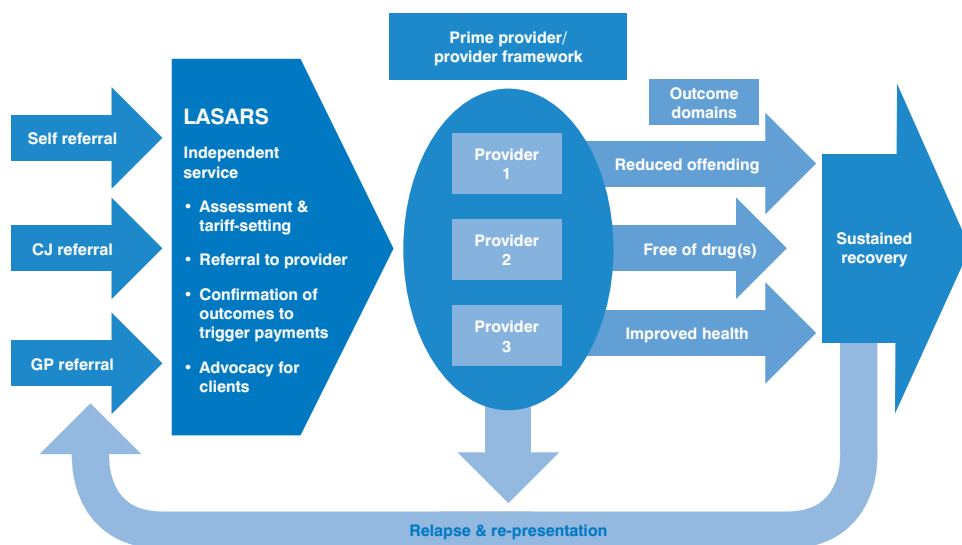 Self referral
CJ referral
GP referral
LASARS
Independent
service
• Assessment &
tariff-setting
• Referral to provider
• Confirmation of
outcomes to
trigger payments
• Advocacy for
clients
Prime provider/
provider framework
Provider
1
Provider
2
Provider
3
Outcome
domains
Reduced offending
Free of drug(s)
Improved health
Sustained
recovery
Relapse & re-presentation